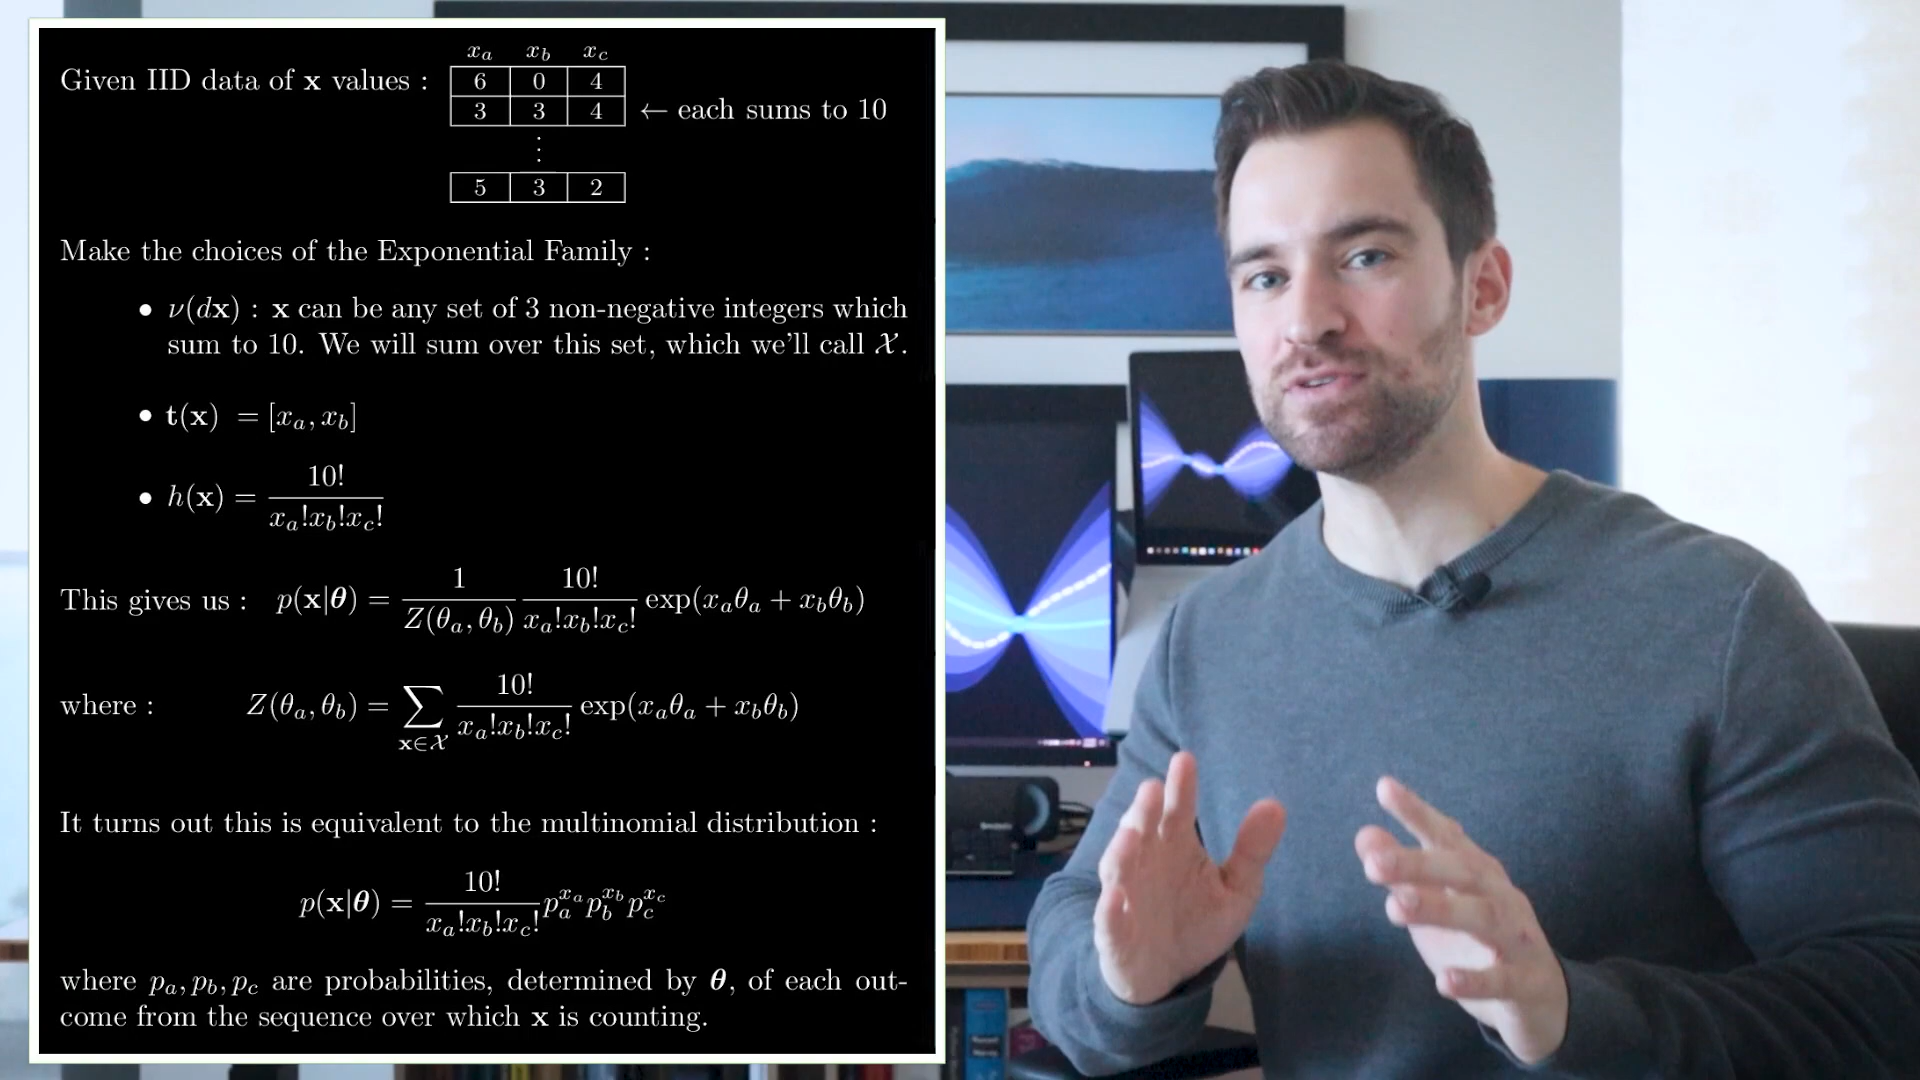 x_a x_b x_c
Given IID data of x values :
6 0 4
3 3 4 ← each sums to 10
⋮
5 3 2
Make the choices of the Exponential Family :
• ν(dx) : x can be any set of 3 non-negative integers which
sum to 10. We will sum over this set, which we'll call 𝒳.
• t(x) = [x_a, x_b]
• h(x) = 10! / (x_a!x_b!x_c!)
This gives us : p(x|θ) = 1 / Z(θ_a, θ_b) 10! / (x_a!x_b!x_c!) exp(x_aθ_a + x_bθ_b)
where : Z(θ_a, θ_b) = ∑_{x∈𝒳} 10! / (x_a!x_b!x_c!) exp(x_aθ_a + x_bθ_b)
It turns out this is equivalent to the multinomial distribution :
p(x|θ) = 10! / (x_a!x_b!x_c!) p_a^{x_a} p_b^{x_b} p_c^{x_c}
where p_a, p_b, p_c are probabilities, determined by θ, of each out-
come from the sequence over which x is counting.